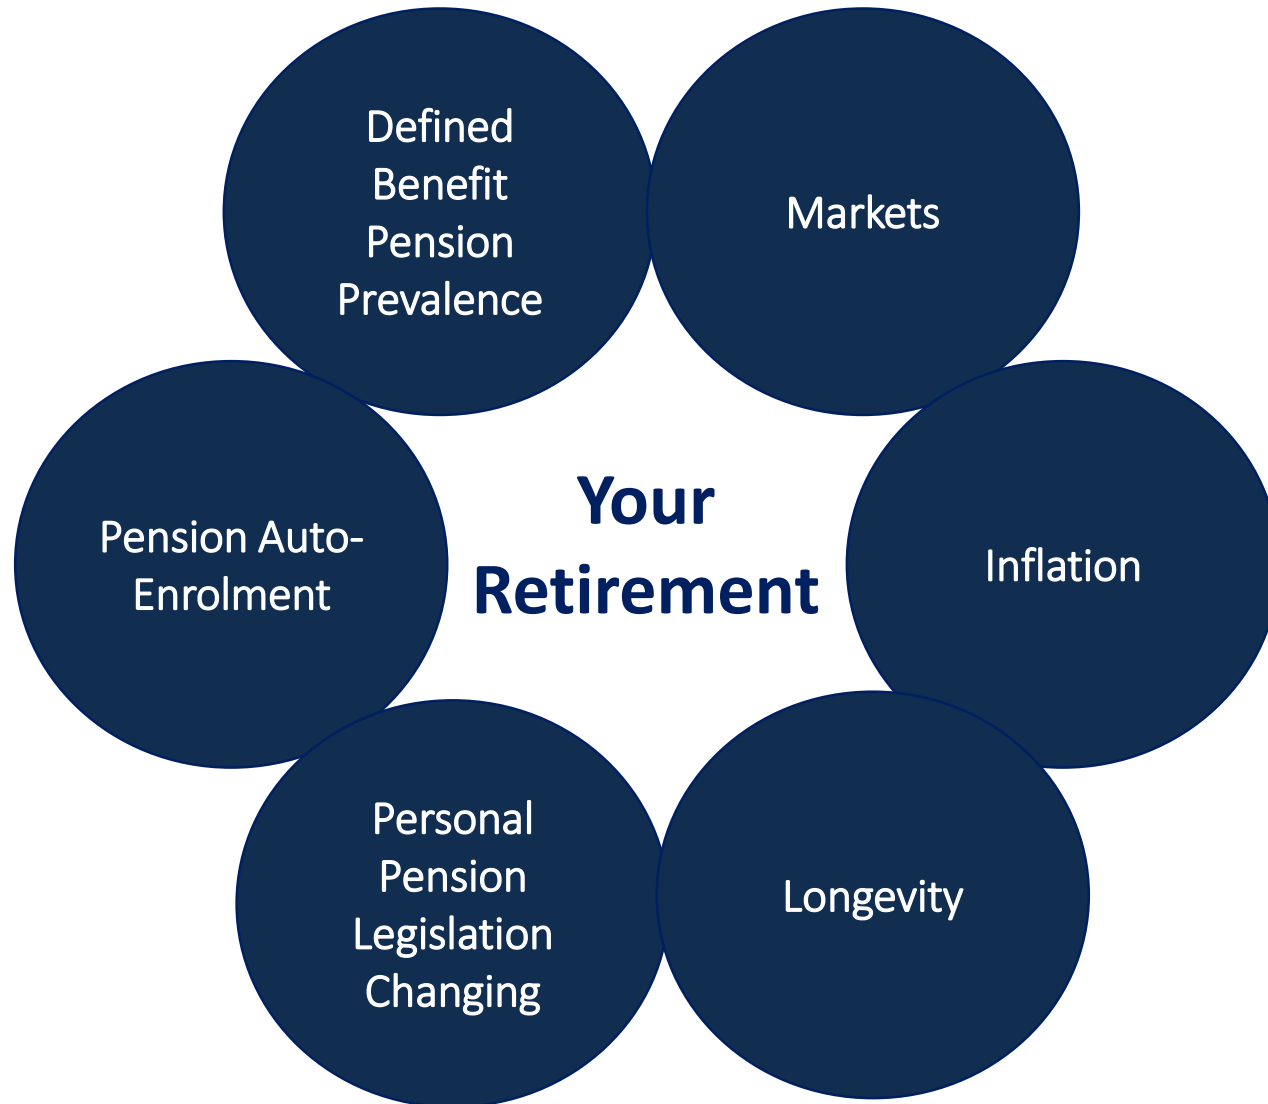 Defined
Benefit
Pension
Prevalence
Markets
Pension Auto-
Enrolment
Your
Retirement
Inflation
Personal
Pension
Legislation
Changing
Longevity